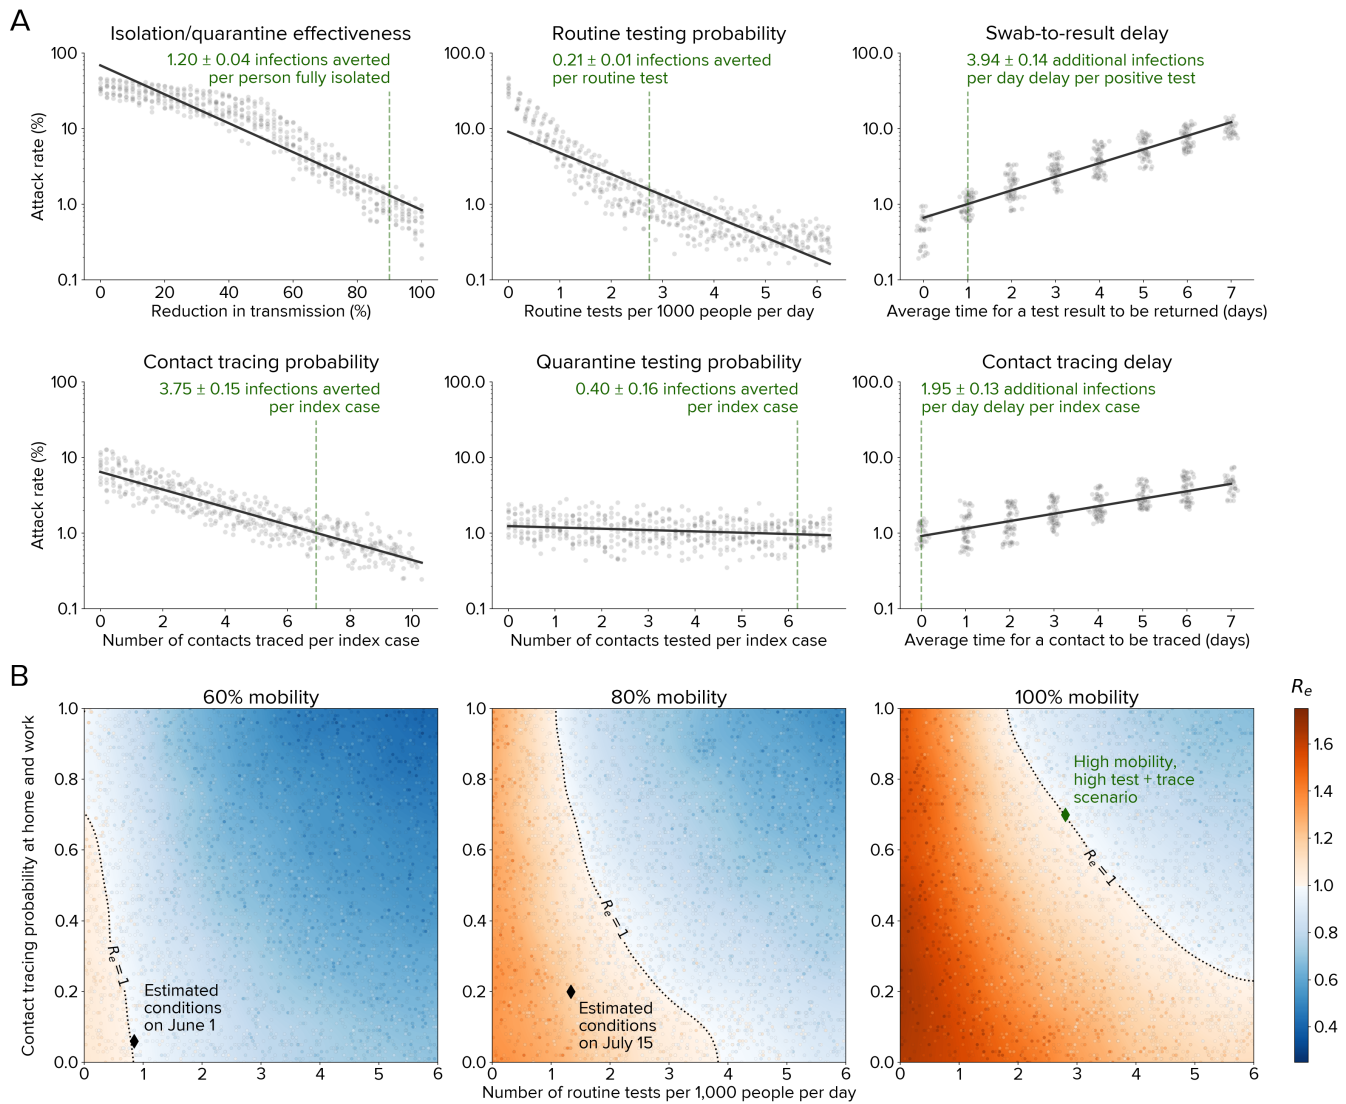 A
Isolation/quarantine effectiveness
1.20 ± 0.04 infections averted
per person fully isolated
Attack rate (%)
100.0
10
1.0
0.1
0 20 40 60 80 100
Reduction in transmission (%)
Routine testing probability
0.21 ± 0.01 infections averted
per routine test
100.0
10.0
1.0
0.1
0 1 2 3 4 5 6
Routine tests per 1000 people per day
Swab-to-result delay
3.94 ± 0.14 additional infections
per day delay per positive test
100.0
10.0
1.0
0.1
0 1 2 3 4 5 6 7
Average time for a test result to be returned (days)
Contact tracing probability
3.75 ± 0.15 infections averted
per index case
Attack rate (%)
100
10
1.0
0.1
0 2 4 6 8 10
Number of contacts traced per index case
Quarantine testing probability
0.40 ± 0.16 infections averted
per index case
100.0
10.0
1.0
0.1
0 1 2 3 4 5 6
Number of contacts tested per index case
Contact tracing delay
1.95 ± 0.13 additional infections
per day delay per index case
100.0
10.0
1.0
0.1
0 1 2 3 4 5 6 7
Average time for a contact to be traced (days)
B
60% mobility
Contact tracing probability at home and work
1.0
0.8
0.6
0.4
0.2
0.0
Re = 1
Estimated
conditions
on June 1
0 1 2 3 4 5 6
80% mobility
1.0
0.8
0.6
0.4
0.2
0.0
Re = 1
Estimated
conditions
on July 15
0 1 2 3 4 5 6
Number of routine tests per 1,000 people per day
100% mobility
1.0
0.8
0.6
0.4
0.2
0.0
High mobility,
high test + trace
scenario
Re = 1
0 1 2 3 4 5 6
Re
1.6
1.4
1.2
1.0
0.8
0.6
0.4